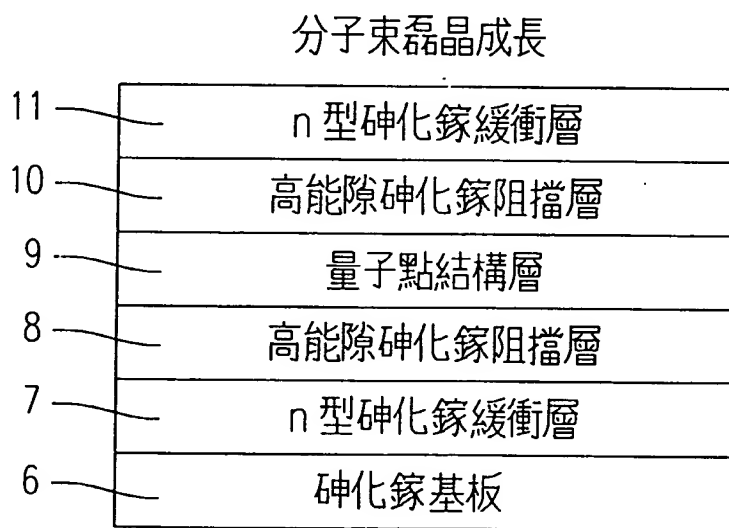 分子束磊晶成長
11 n型砷化鎵緩衝層
10 高能隙砷化鎵阻擋層
9 量子點結構層
8 高能隙砷化鎵阻擋層
7 n型砷化鎵緩衝層
6 砷化鎵基板